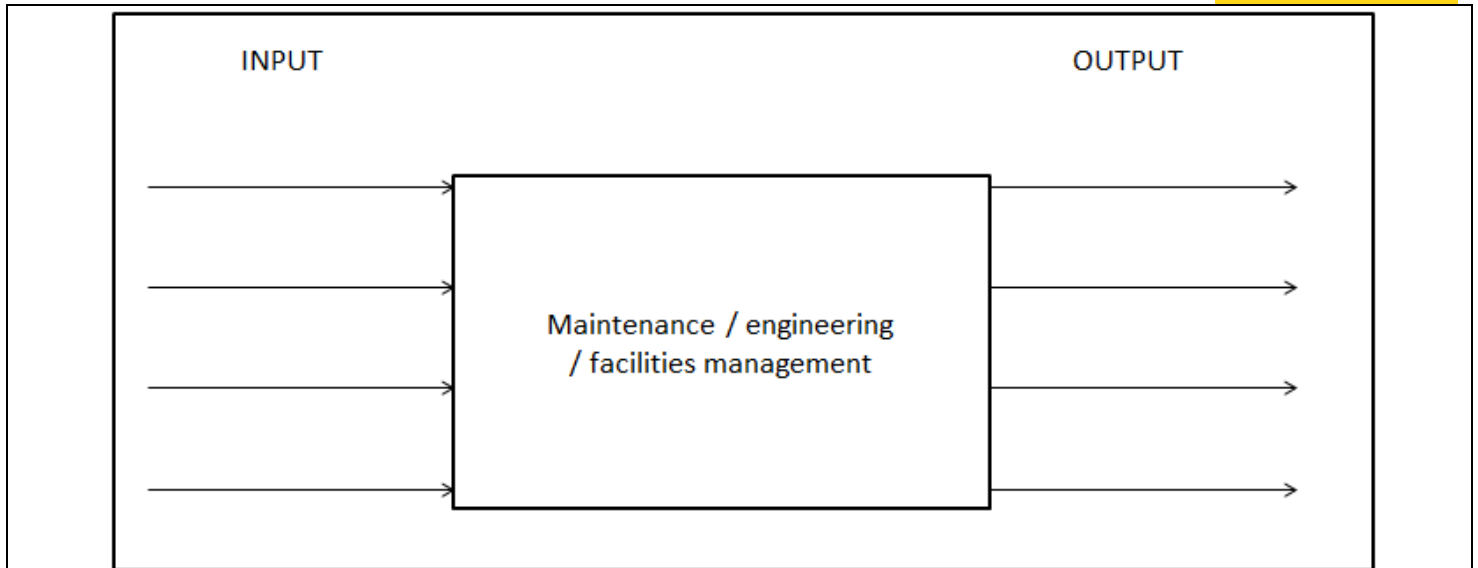 INPUT
OUTPUT
Maintenance / engineering
/ facilities management